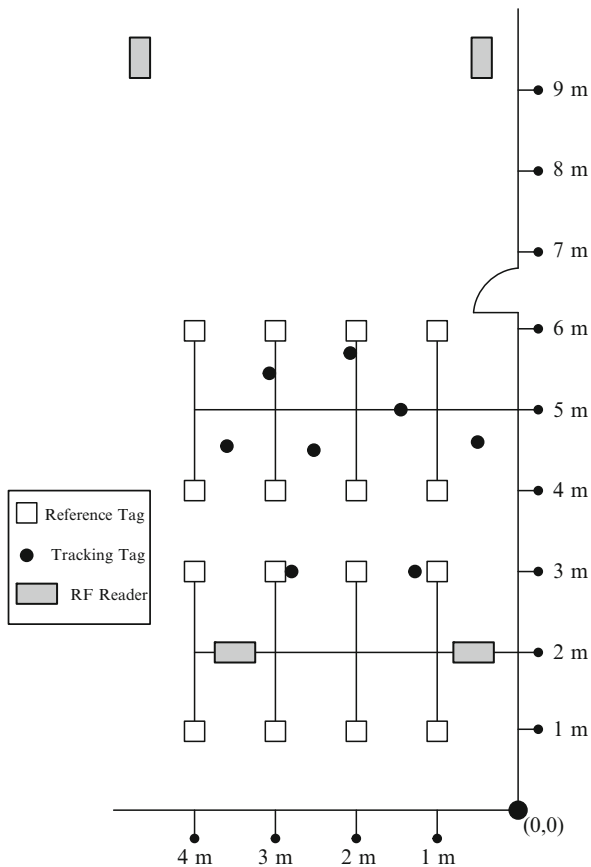 9 m
8 m
7 m
6 m
5 m
4 m
Reference Tag
Tracking Tag
RF Reader
3 m
2 m
1 m
(0,0)
4 m 3 m 2 m 1 m